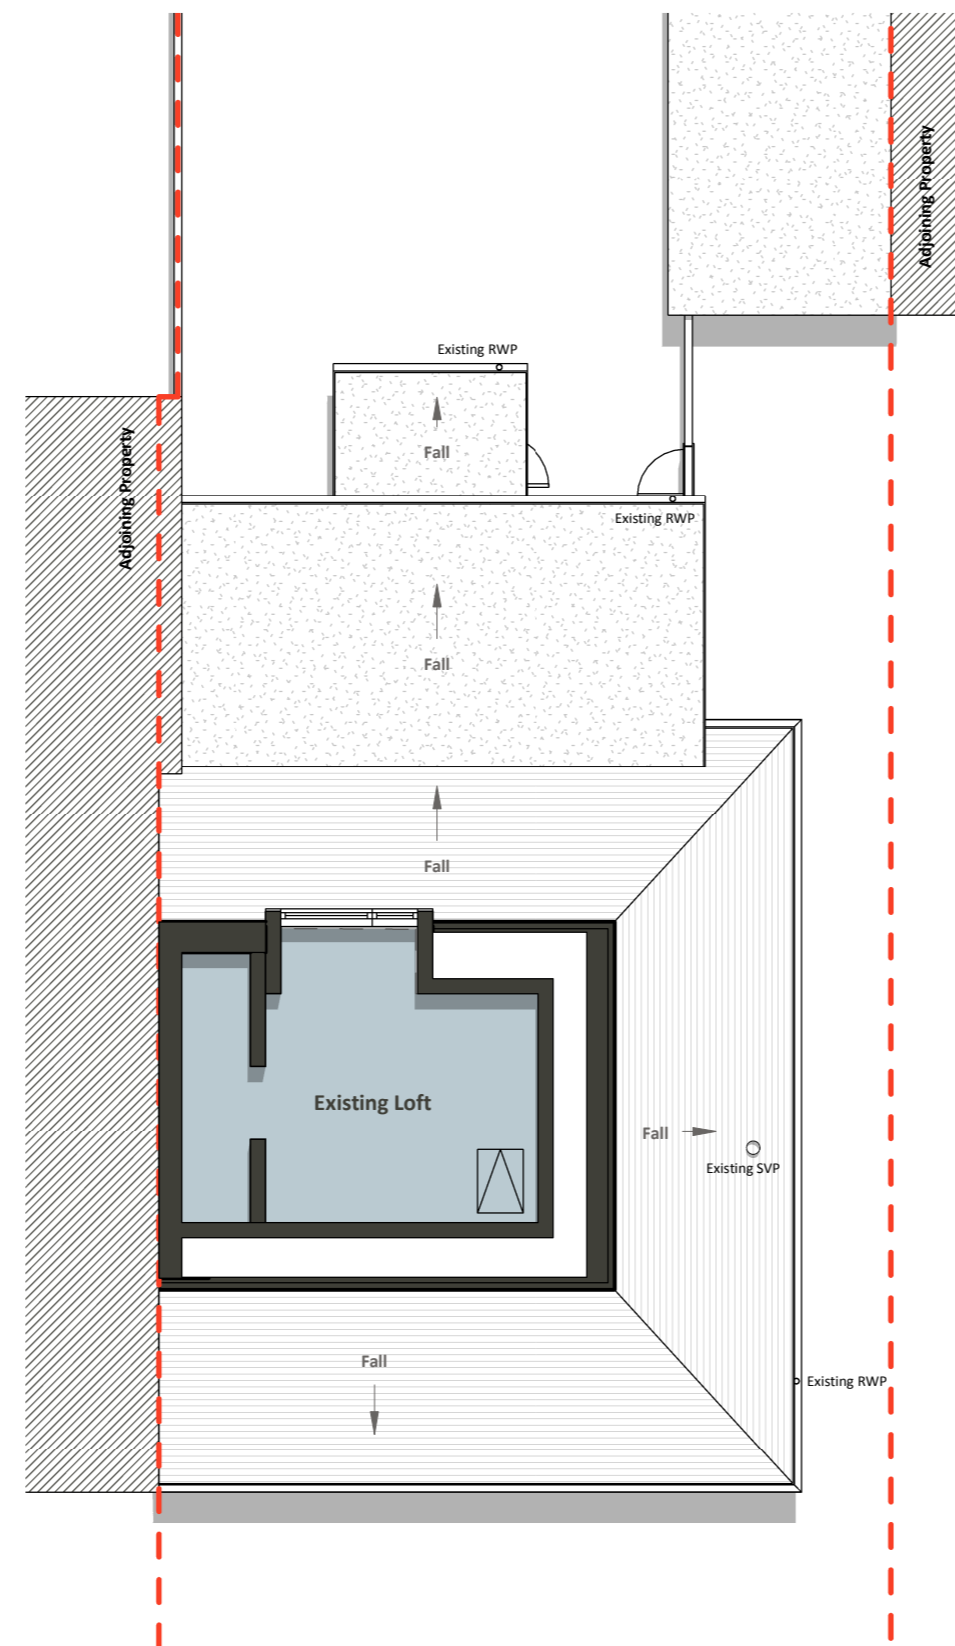 Adjoining Property
Existing RWP
Fall
Adjoining Property
Existing RWP
Fall
Fall
Existing Loft
Fall
Existing SVP
Fall
Existing RWP